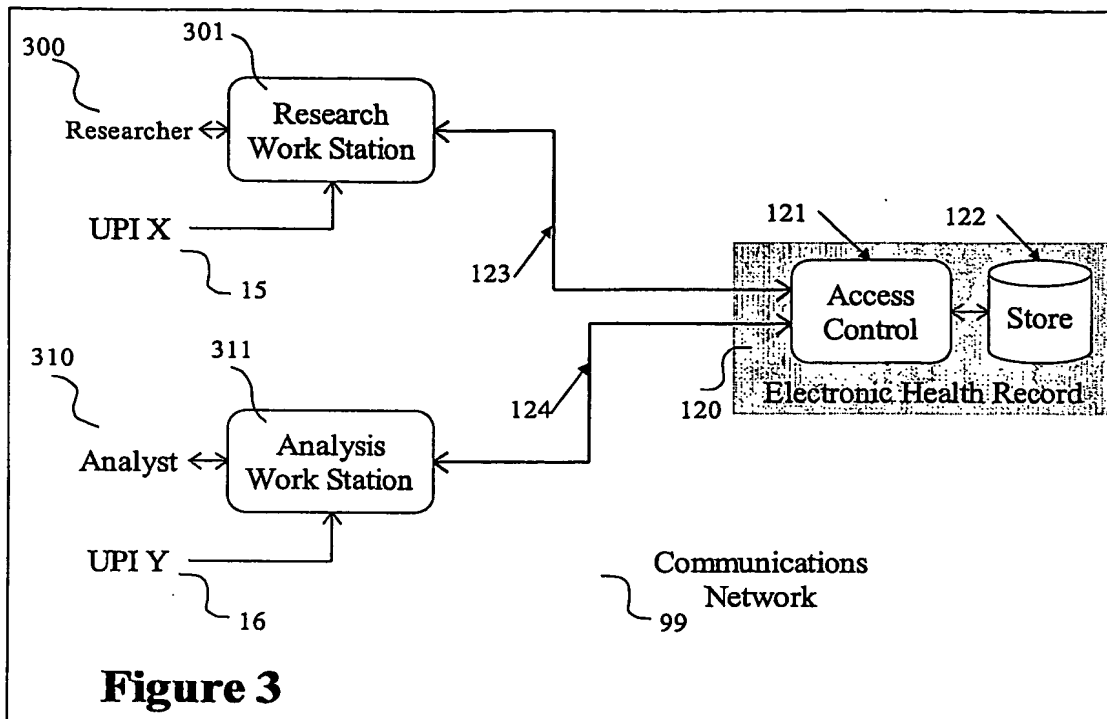 300
301
Researcher
Research
Work Station
UPI X
15
123
121
122
Access
Control
Store
120
Electronic Health Record
310
311
Analyst
Analysis
Work Station
124
UPI Y
16
Communications
Network
99
Figure 3